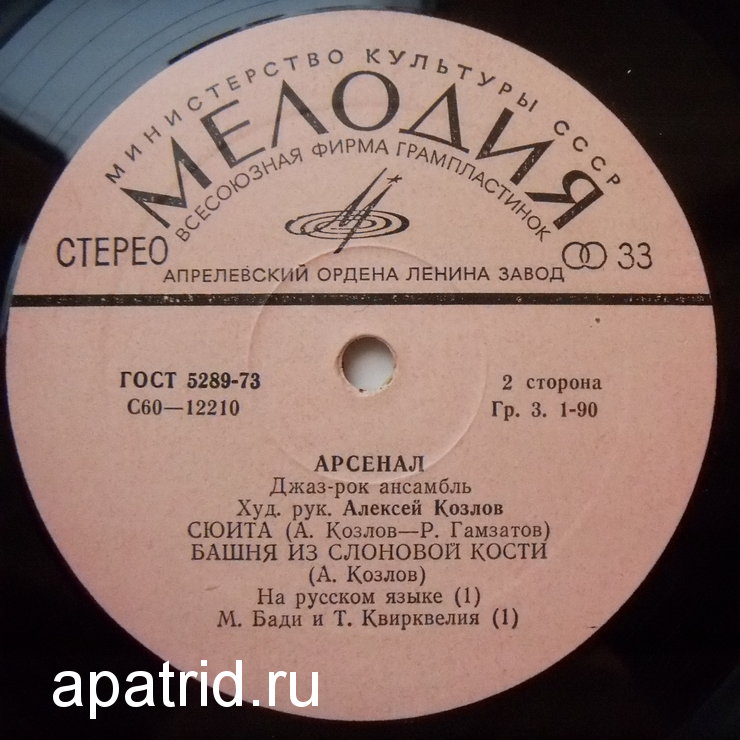 МИНИСТЕРСТВО КУЛЬТУРЫ СССР
МЕЛОДИЯ
ВСЕСОЮЗНАЯ ФИРМА ГРАМПЛАСТИНОК
СТЕРЕО
33
АПРЕЛЕВСКИЙ ОРДЕНА ЛЕНИНА ЗАВОД
ГОСТ 5289-73
2 сторона
С60—12210
Гр. 3. 1-90
АРСЕНАЛ
Джаз-рок ансамбль
Худ. рук. Алексей Козлов
СЮИТА (А. Козлов—Р. Гамзатов)
БАШНЯ ИЗ СЛОНОВОЙ КОСТИ
(А. Козлов)
На русском языке (1)
М. Бади и Т. Квирквелия (1)
apatrid.ru